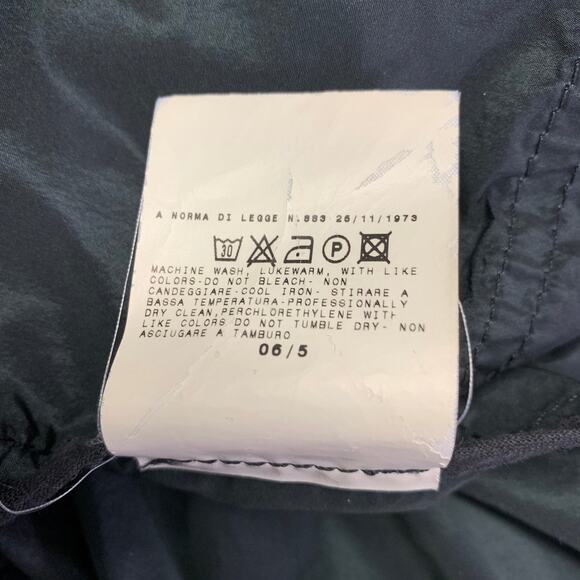 A NORMA DI LEGGE N.883 26/11/1973
30 P
MACHINE WASH, LUKEWARM, WITH LIKE
COLORS-DO NOT BLEACH- NON
CANDEGGIARE-COOL IRON- STIRARE A
BASSA TEMPERATURA-PROFESSIONALLY
DRY CLEAN,PERCHLORETHYLENE WITH
LIKE COLORS DO NOT TUMBLE DRY- NON
ASCIUGARE A TAMBURO
06/5